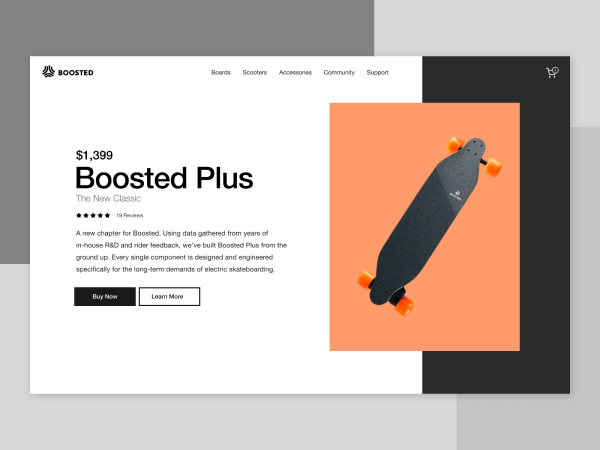 BOOSTED
Boards Scooters Accessories Community Support
$1,399
Boosted Plus
The New Classic
19 Reviews
A new chapter for Boosted. Using data gathered from years of
in-house R&D and rider feedback, we've built Boosted Plus from the
ground up. Every single component is designed and engineered
specifically for the long-term demands of electric skateboarding.
Buy Now Learn More